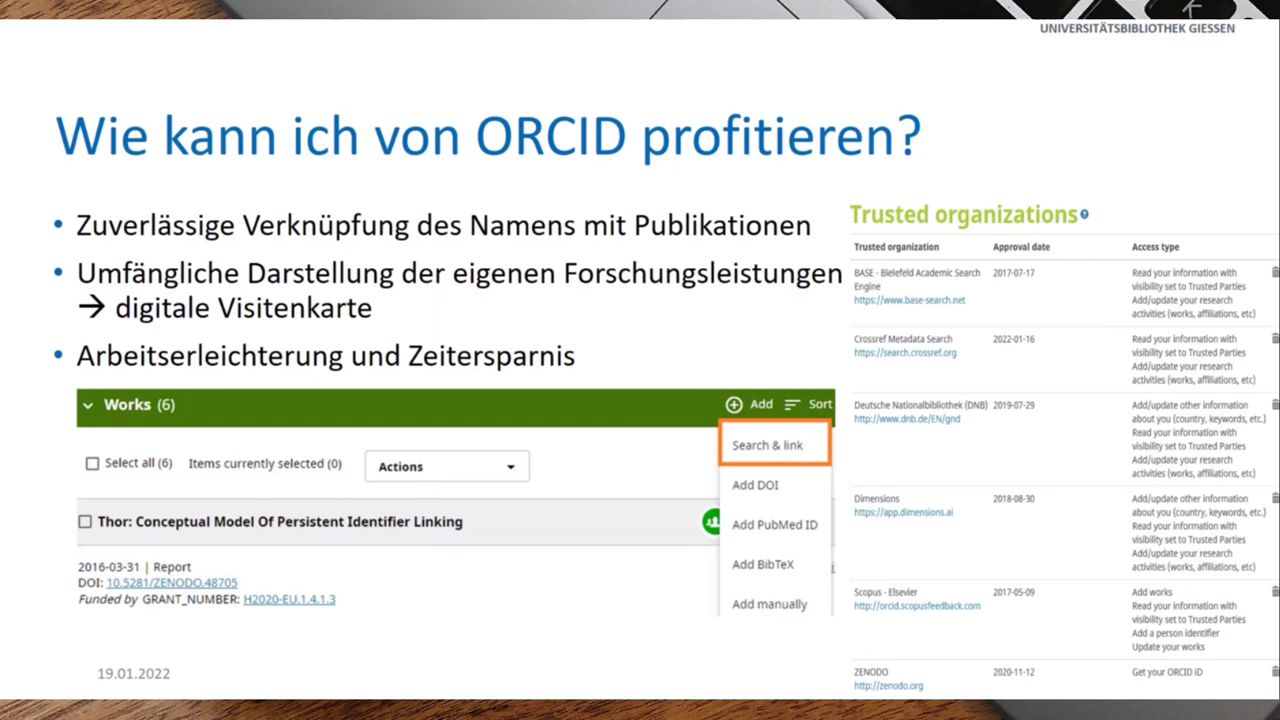 UNIVERSITÄTSBIBLIOTHEK GIESSEN
Wie kann ich von ORCID profitieren?
• Zuverlässige Verknüpfung des Namens mit Publikationen
• Umfängliche Darstellung der eigenen Forschungsleistungen
→ digitale Visitenkarte
• Arbeitserleichterung und Zeitersparnis
Works (6)
Add
Sort
Select all (6)
Items currently selected (0)
Actions
Search & link
Add DOI
Add PubMed ID
Add BibTeX
Add manually
Thor: Conceptual Model Of Persistent Identifier Linking
2016-03-31 | Report
DOI: 10.5281/ZENODO.48705
Funded by GRANT_NUMBER: H2020-EU.1.4.1.3
Trusted organizations
Trusted organization Approval date Access type
BASE - Bielefeld Academic Search 2017-07-17 Read your information with
Engine visibility set to Trusted Parties
https://www.base-search.net Add/update your research
activities (works, affiliations, etc)
Crossref Metadata Search 2022-01-16 Read your information with
https://search.crossref.org visibility set to Trusted Parties
Add/update your research
activities (works, affiliations, etc)
Deutsche Nationalbibliothek (DNB) 2019-07-29 Add/update other information
http://www.dnb.de/EN/gnd about you (country, keywords, etc.)
Read your information with
visibility set to Trusted Parties
Add/update your research
activities (works, affiliations, etc)
Dimensions 2018-08-30 Add/update other information
https://app.dimensions.ai about you (country, keywords, etc.)
Read your information with
visibility set to Trusted Parties
Add/update your research
activities (works, affiliations, etc)
Scopus - Elsevier 2017-05-09 Add works
http://orcid.scopusfeedback.com Read your information with
visibility set to Trusted Parties
Add a person identifier
Update your works
ZENODO 2020-11-12 Get your ORCID iD
http://zenodo.org
19.01.2022